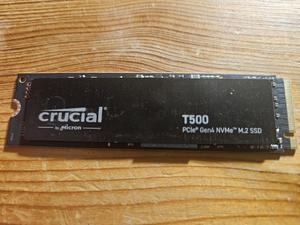 crucial
by Micron
T500
PCIe® Gen4 NVMe™ M.2 SSD